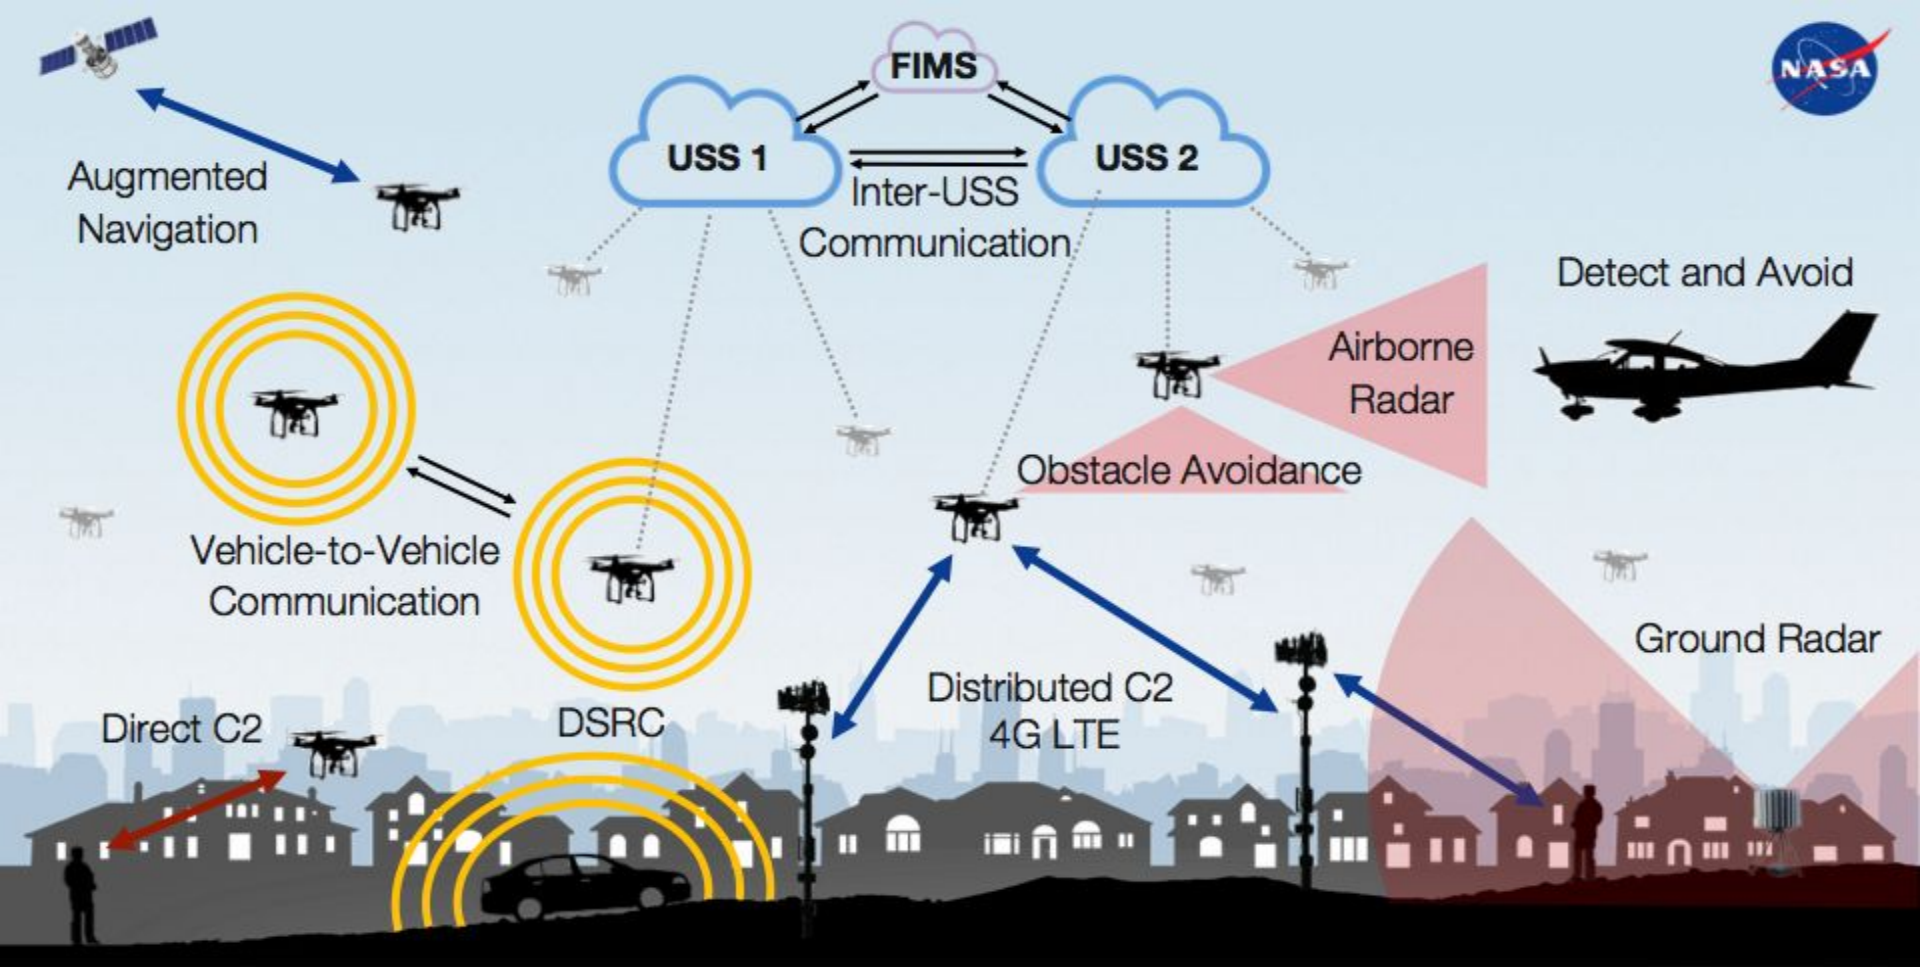 FIMS
NASA
USS 1
USS 2
Inter-USS
Communication
Augmented
Navigation
Detect and Avoid
Airborne
Radar
Obstacle Avoidance
Vehicle-to-Vehicle
Communication
Ground Radar
Distributed C2
4G LTE
DSRC
Direct C2